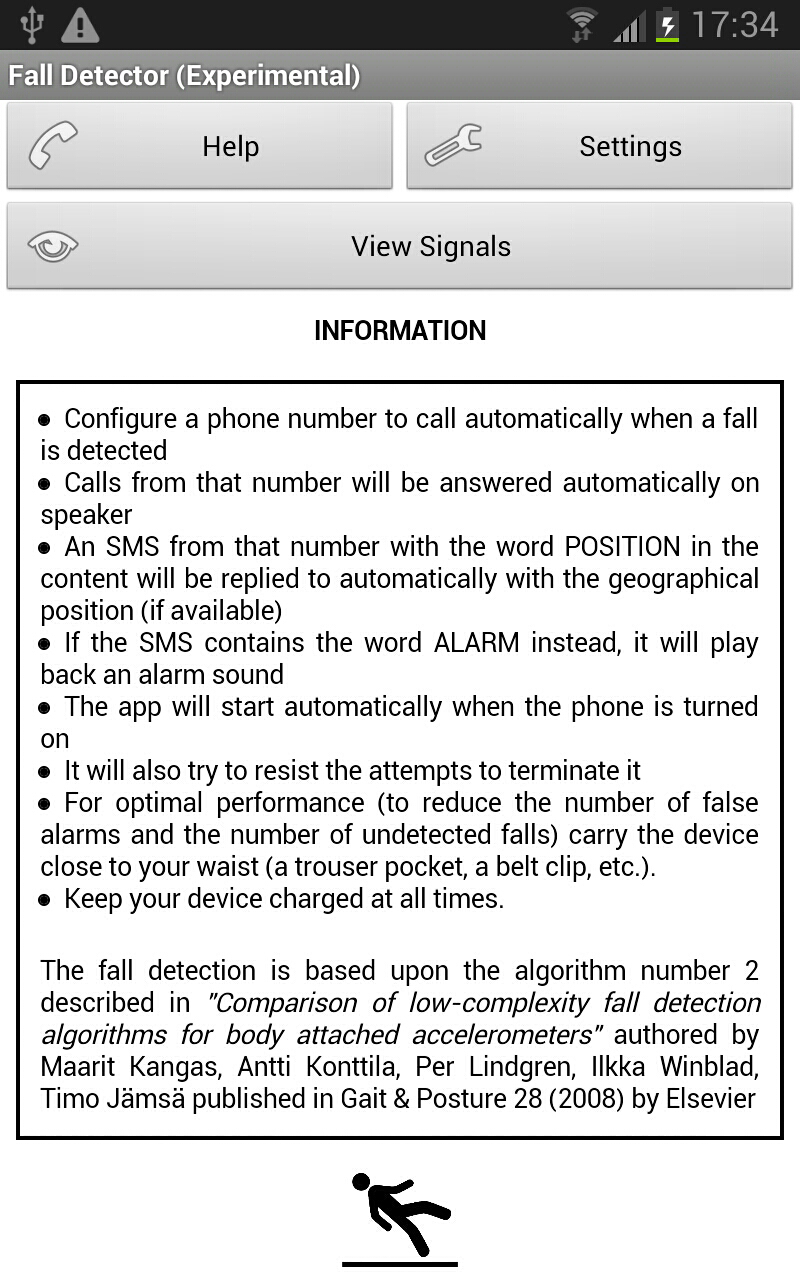 17:34
Fall Detector (Experimental)
Help
Settings
View Signals
INFORMATION
• Configure a phone number to call automatically when a fall
is detected
• Calls from that number will be answered automatically on
speaker
• An SMS from that number with the word POSITION in the
content will be replied to automatically with the geographical
position (if available)
• If the SMS contains the word ALARM instead, it will play
back an alarm sound
• The app will start automatically when the phone is turned
on
• It will also try to resist the attempts to terminate it
• For optimal performance (to reduce the number of false
alarms and the number of undetected falls) carry the device
close to your waist (a trouser pocket, a belt clip, etc.).
• Keep your device charged at all times.
The fall detection is based upon the algorithm number 2
described in "Comparison of low-complexity fall detection
algorithms for body attached accelerometers" authored by
Maarit Kangas, Antti Konttila, Per Lindgren, Ilkka Winblad,
Timo Jämsä published in Gait & Posture 28 (2008) by Elsevier